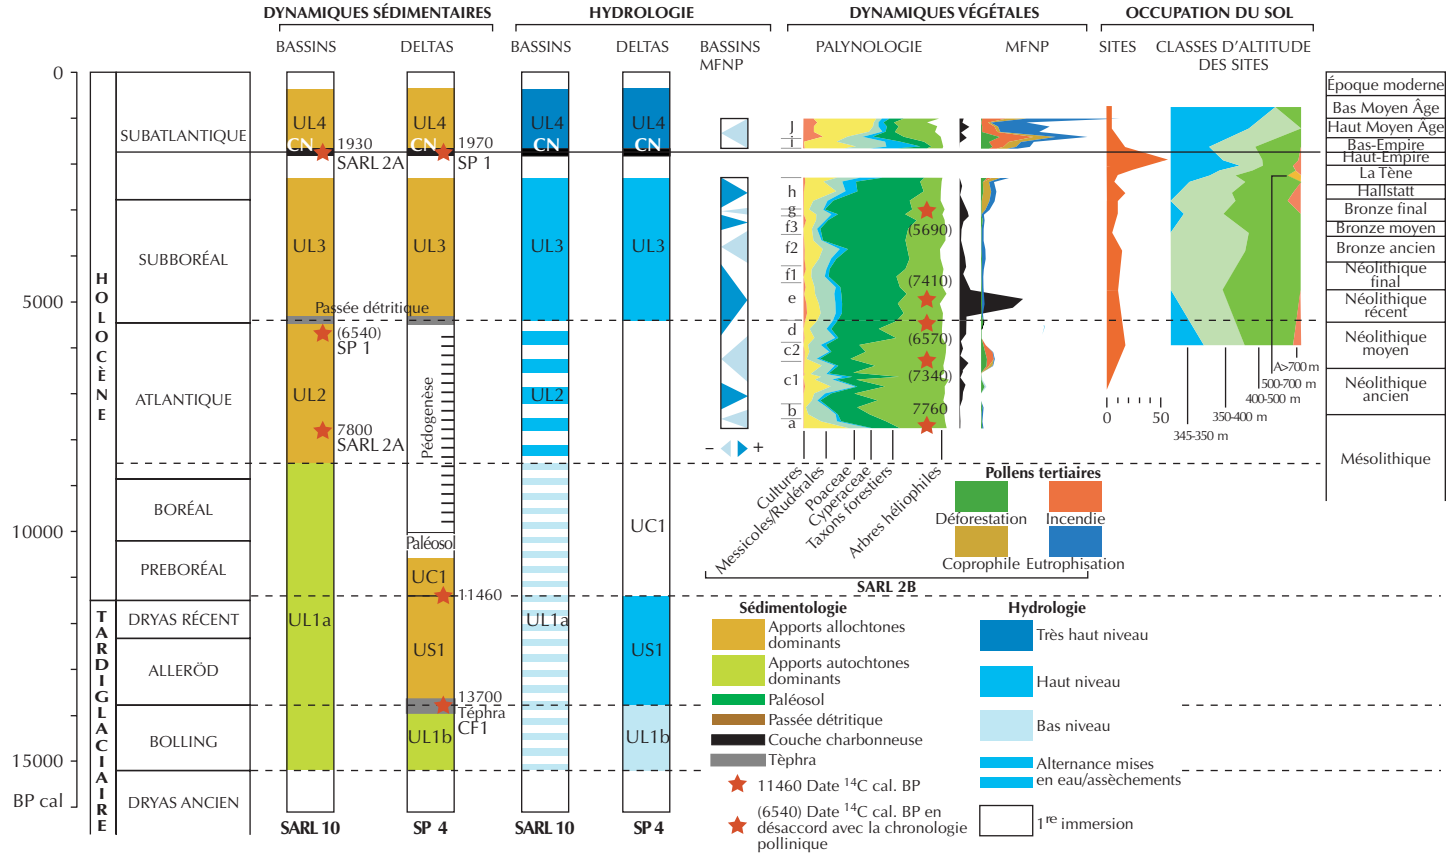 DYNAMIQUES SÉDIMENTAIRES
HYDROLOGIE
DYNAMIQUES VÉGÉTALES
OCCUPATION DU SOL
BASSINS
DELTAS
BASSINS
DELTAS
BASSINS
MFNP
PALYNOLOGIE
MFNP
SITES
CLASSES D'ALTITUDE
DES SITES
0
5000
10000
15000
BP cal
HOLOCÈNE
TARDIGLACIAIRE
SUBATLANTIQUE
SUBBORÉAL
ATLANTIQUE
BORÉAL
PREBORÉAL
DRYAS RÉCENT
ALLERÖD
BOLLING
DRYAS ANCIEN
UL4
CN
1930
SARL 2A
UL3
Passée détritique
(6540)
SP 1
UL2
7800
SARL 2A
UL1a
SARL 10
UL4
CN
1970
SP 1
UL3
Pédogenèse
Paléosol
UC1
11460
US1
13700
Téphra
CF1
UL1b
SP 4
UL4
CN
UL3
UL2
UL1a
SARL 10
UL4
CN
UL3
UC1
US1
UL1b
SP 4
– +
j
i
h
g
f3
f2
f1
e
d
c2
c1
b
a
(5690)
(7410)
(6570)
(7340)
7760
Cultures
Messicoles/Rudérales
Poaceae
Cyperaceae
Taxons forestiers
Arbres héliophiles
Pollens tertiaires
Déforestation
Incendie
Coprophile
Eutrophisation
SARL 2B
0 50
345-350 m
350-400 m
400-500 m
500-700 m
A>700 m
Époque moderne
Bas Moyen Âge
Haut Moyen Âge
Bas-Empire
Haut-Empire
La Tène
Hallstatt
Bronze final
Bronze moyen
Bronze ancien
Néolithique
final
Néolithique
récent
Néolithique
moyen
Néolithique
ancien
Mésolithique
Sédimentologie
Apports allochtones
dominants
Apports autochtones
dominants
Paléosol
Passée détritique
Couche charbonneuse
Tèphra
11460 Date 14C cal. BP
(6540) Date 14C cal. BP en
désaccord avec la chronologie
pollinique
Hydrologie
Très haut niveau
Haut niveau
Bas niveau
Alternance mises
en eau/assèchements
1re immersion